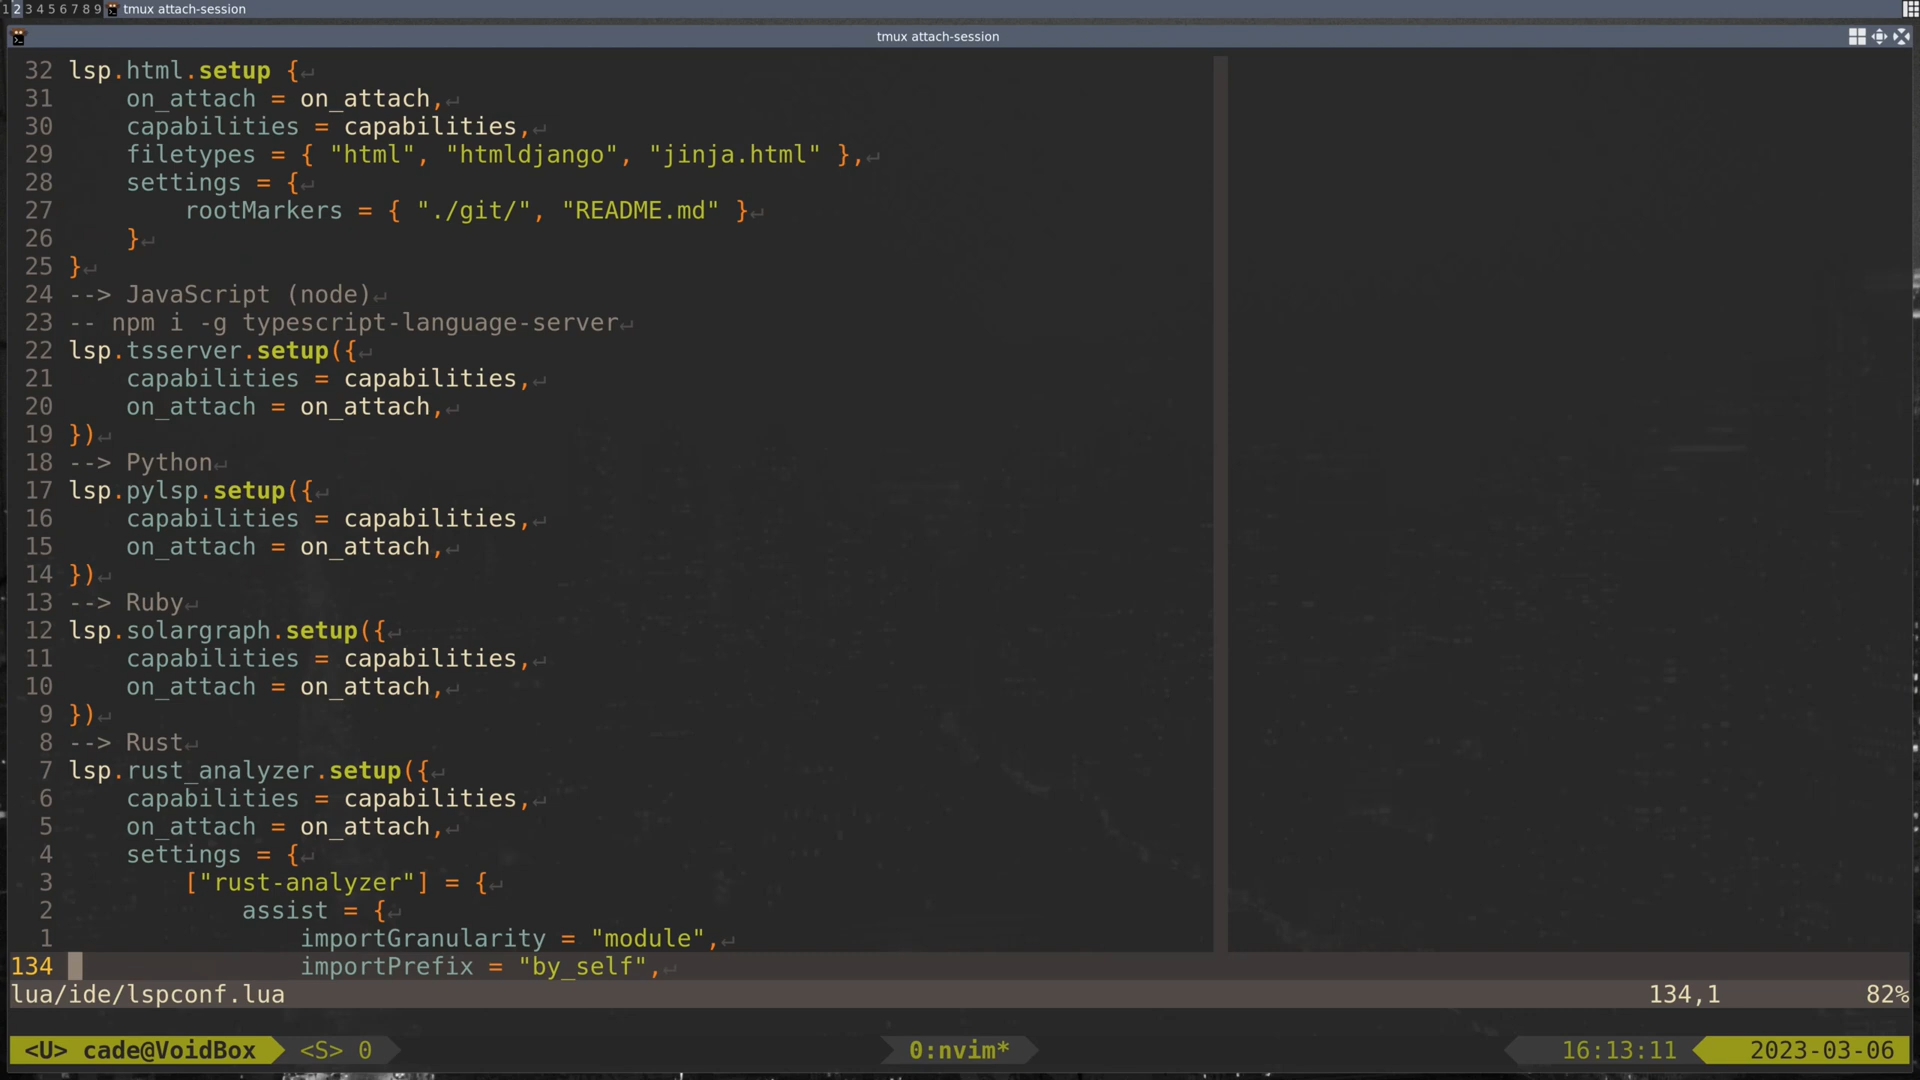 1 2 3 4 5 6 7 8 9 tmux attach-session
tmux attach-session
32 lsp.html.setup {↵
31     on_attach = on_attach,↵
30     capabilities = capabilities,↵
29     filetypes = { "html", "htmldjango", "jinja.html" },↵
28     settings = {↵
27         rootMarkers = { "./git/", "README.md" }↵
26     }↵
25 }↵
24 --> JavaScript (node)↵
23 -- npm i -g typescript-language-server↵
22 lsp.tsserver.setup({↵
21     capabilities = capabilities,↵
20     on_attach = on_attach,↵
19 })↵
18 --> Python↵
17 lsp.pylsp.setup({↵
16     capabilities = capabilities,↵
15     on_attach = on_attach,↵
14 })↵
13 --> Ruby↵
12 lsp.solargraph.setup({↵
11     capabilities = capabilities,↵
10     on_attach = on_attach,↵
9 })↵
8 --> Rust↵
7 lsp.rust_analyzer.setup({↵
6     capabilities = capabilities,↵
5     on_attach = on_attach,↵
4     settings = {↵
3         ["rust-analyzer"] = {↵
2             assist = {↵
1                 importGranularity = "module",↵
134                 importPrefix = "by_self",↵
lua/ide/lspconf.lua 134,1 82%
<U> cade@VoidBox <S> 0 0:nvim* 16:13:11 2023-03-06